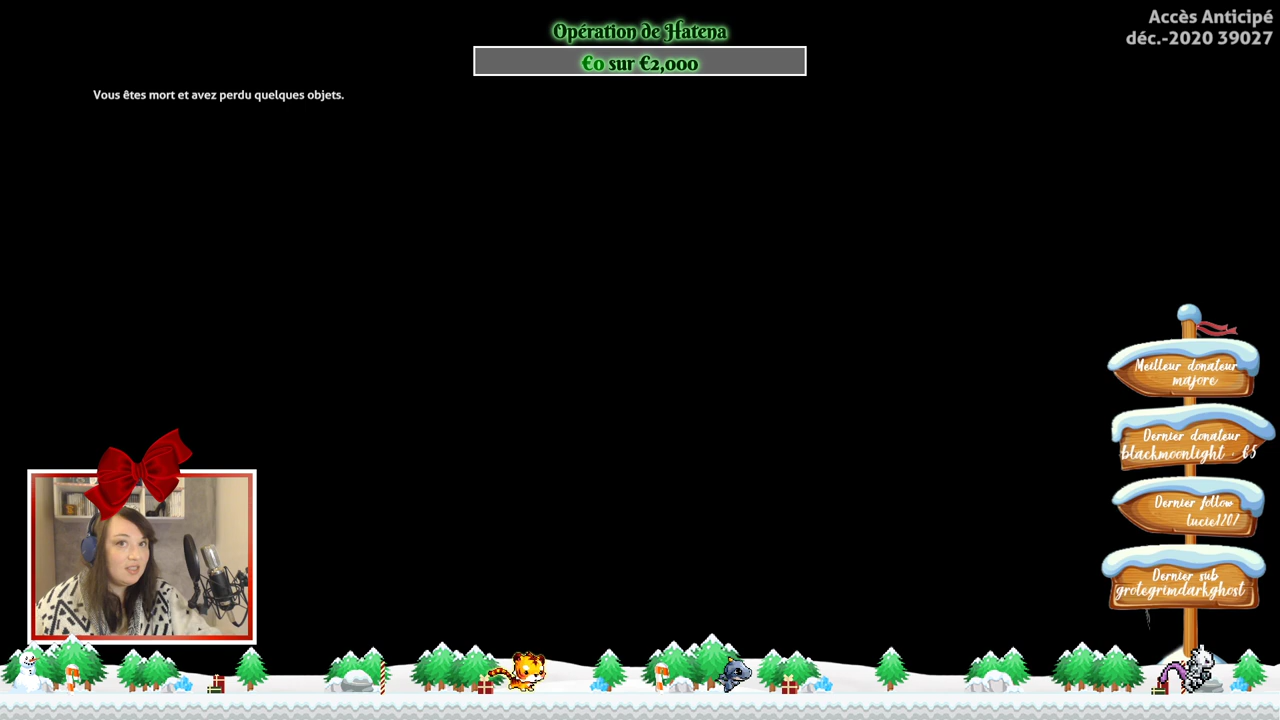 Opération de Hatena
€0 sur €2,000
Accès Anticipé
déc.-2020 39027
Vous êtes mort et avez perdu quelques objets.
Meilleur donateur
majore
Dernier donateur
blackmoonlight · €5
Dernier follow
lucie1207
Dernier sub
grotegrimdarkghost